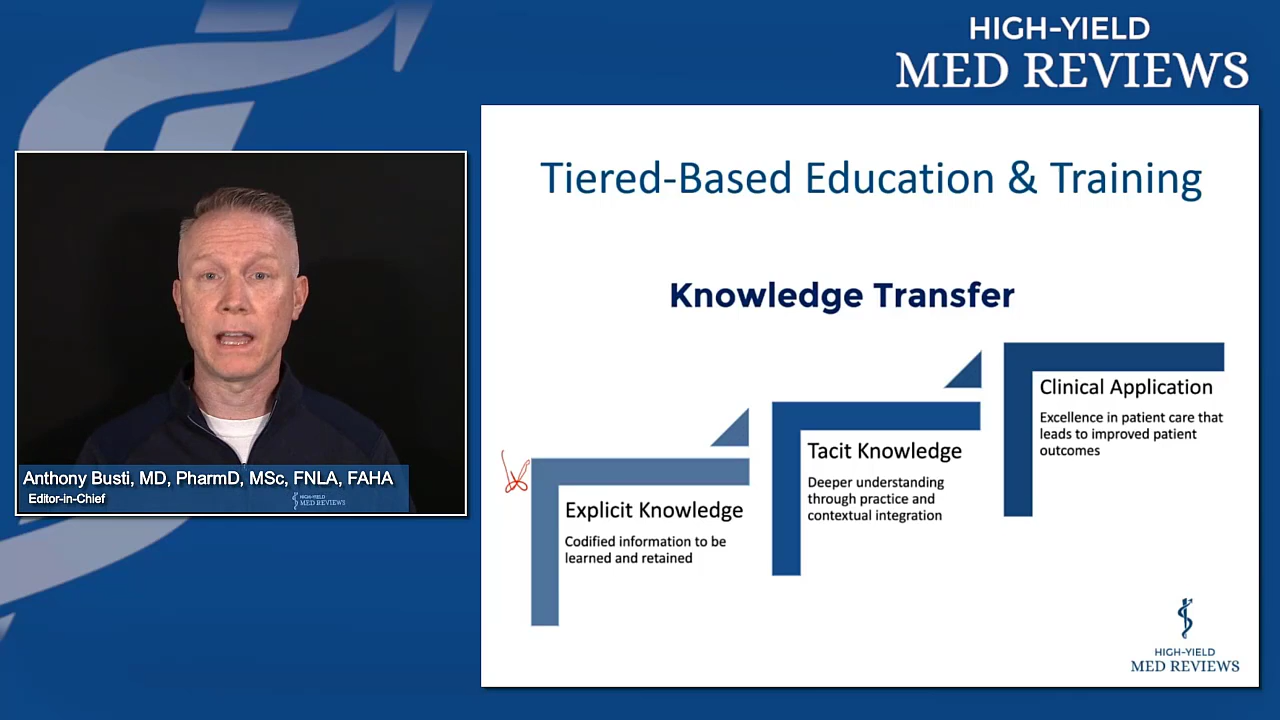 HIGH-YIELD
MED REVIEWS
Tiered-Based Education & Training
Knowledge Transfer
Clinical Application
Excellence in patient care that
leads to improved patient
outcomes
Tacit Knowledge
Deeper understanding
through practice and
contextual integration
Explicit Knowledge
Codified information to be
learned and retained
Anthony Busti, MD, PharmD, MSc, FNLA, FAHA
Editor-in-Chief
HIGH-YIELD
MED REVIEWS
HIGH-YIELD
MED REVIEWS